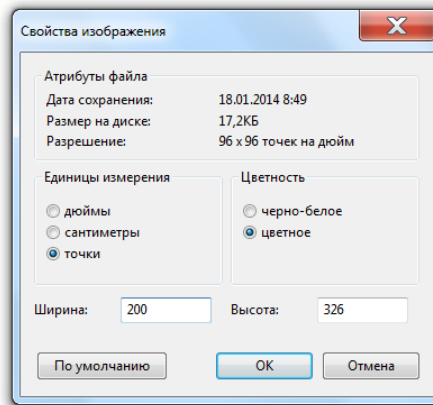 Свойства изображения
Атрибуты файла
Дата сохранения: 18.01.2014 8:49
Размер на диске: 17,2КБ
Разрешение: 96 x 96 точек на дюйм
Единицы измерения Цветность
дюймы черно-белое
сантиметры цветное
точки
Ширина: 200 Высота: 326
По умолчанию ОК Отмена